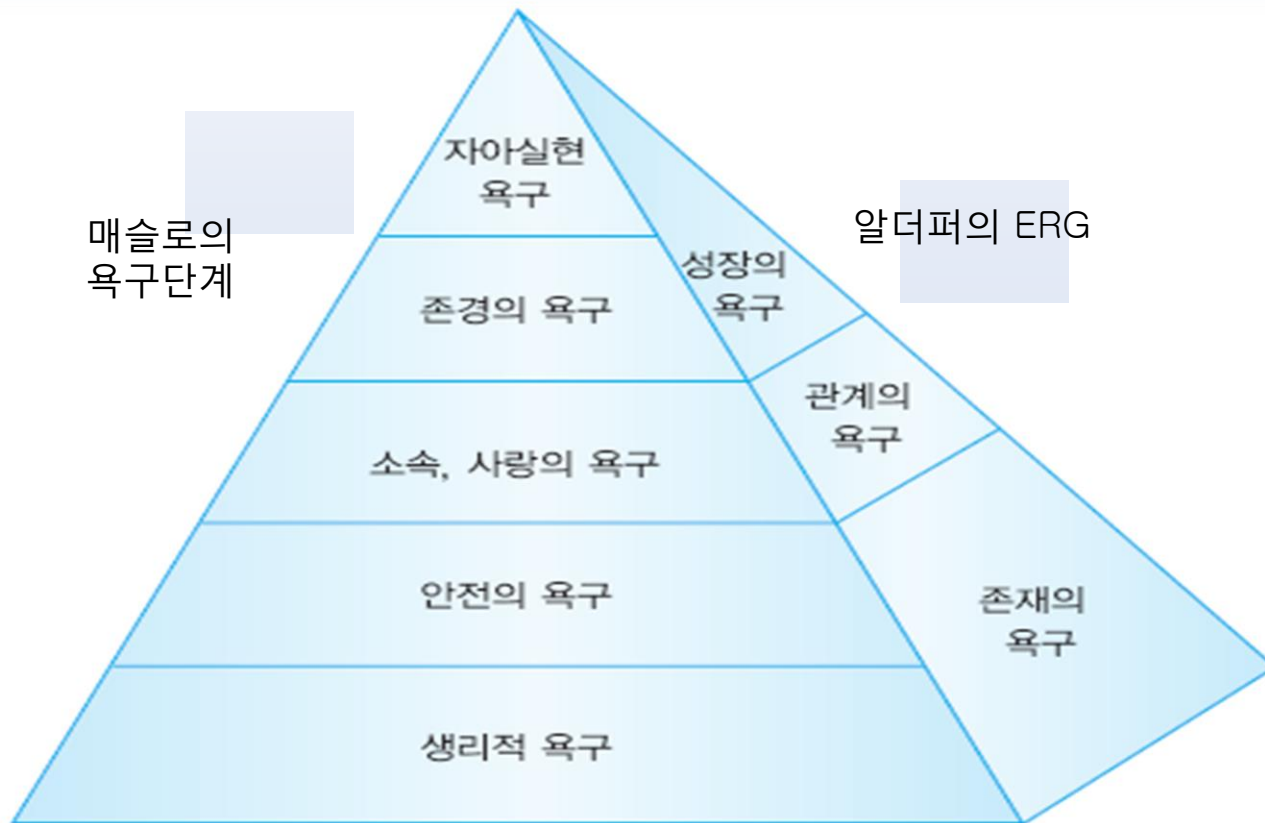 매슬로의
욕구단계
알더퍼의 ERG
자아실현
욕구
존경의 욕구
소속, 사랑의 욕구
안전의 욕구
생리적 욕구
성장의
욕구
관계의
욕구
존재의
욕구